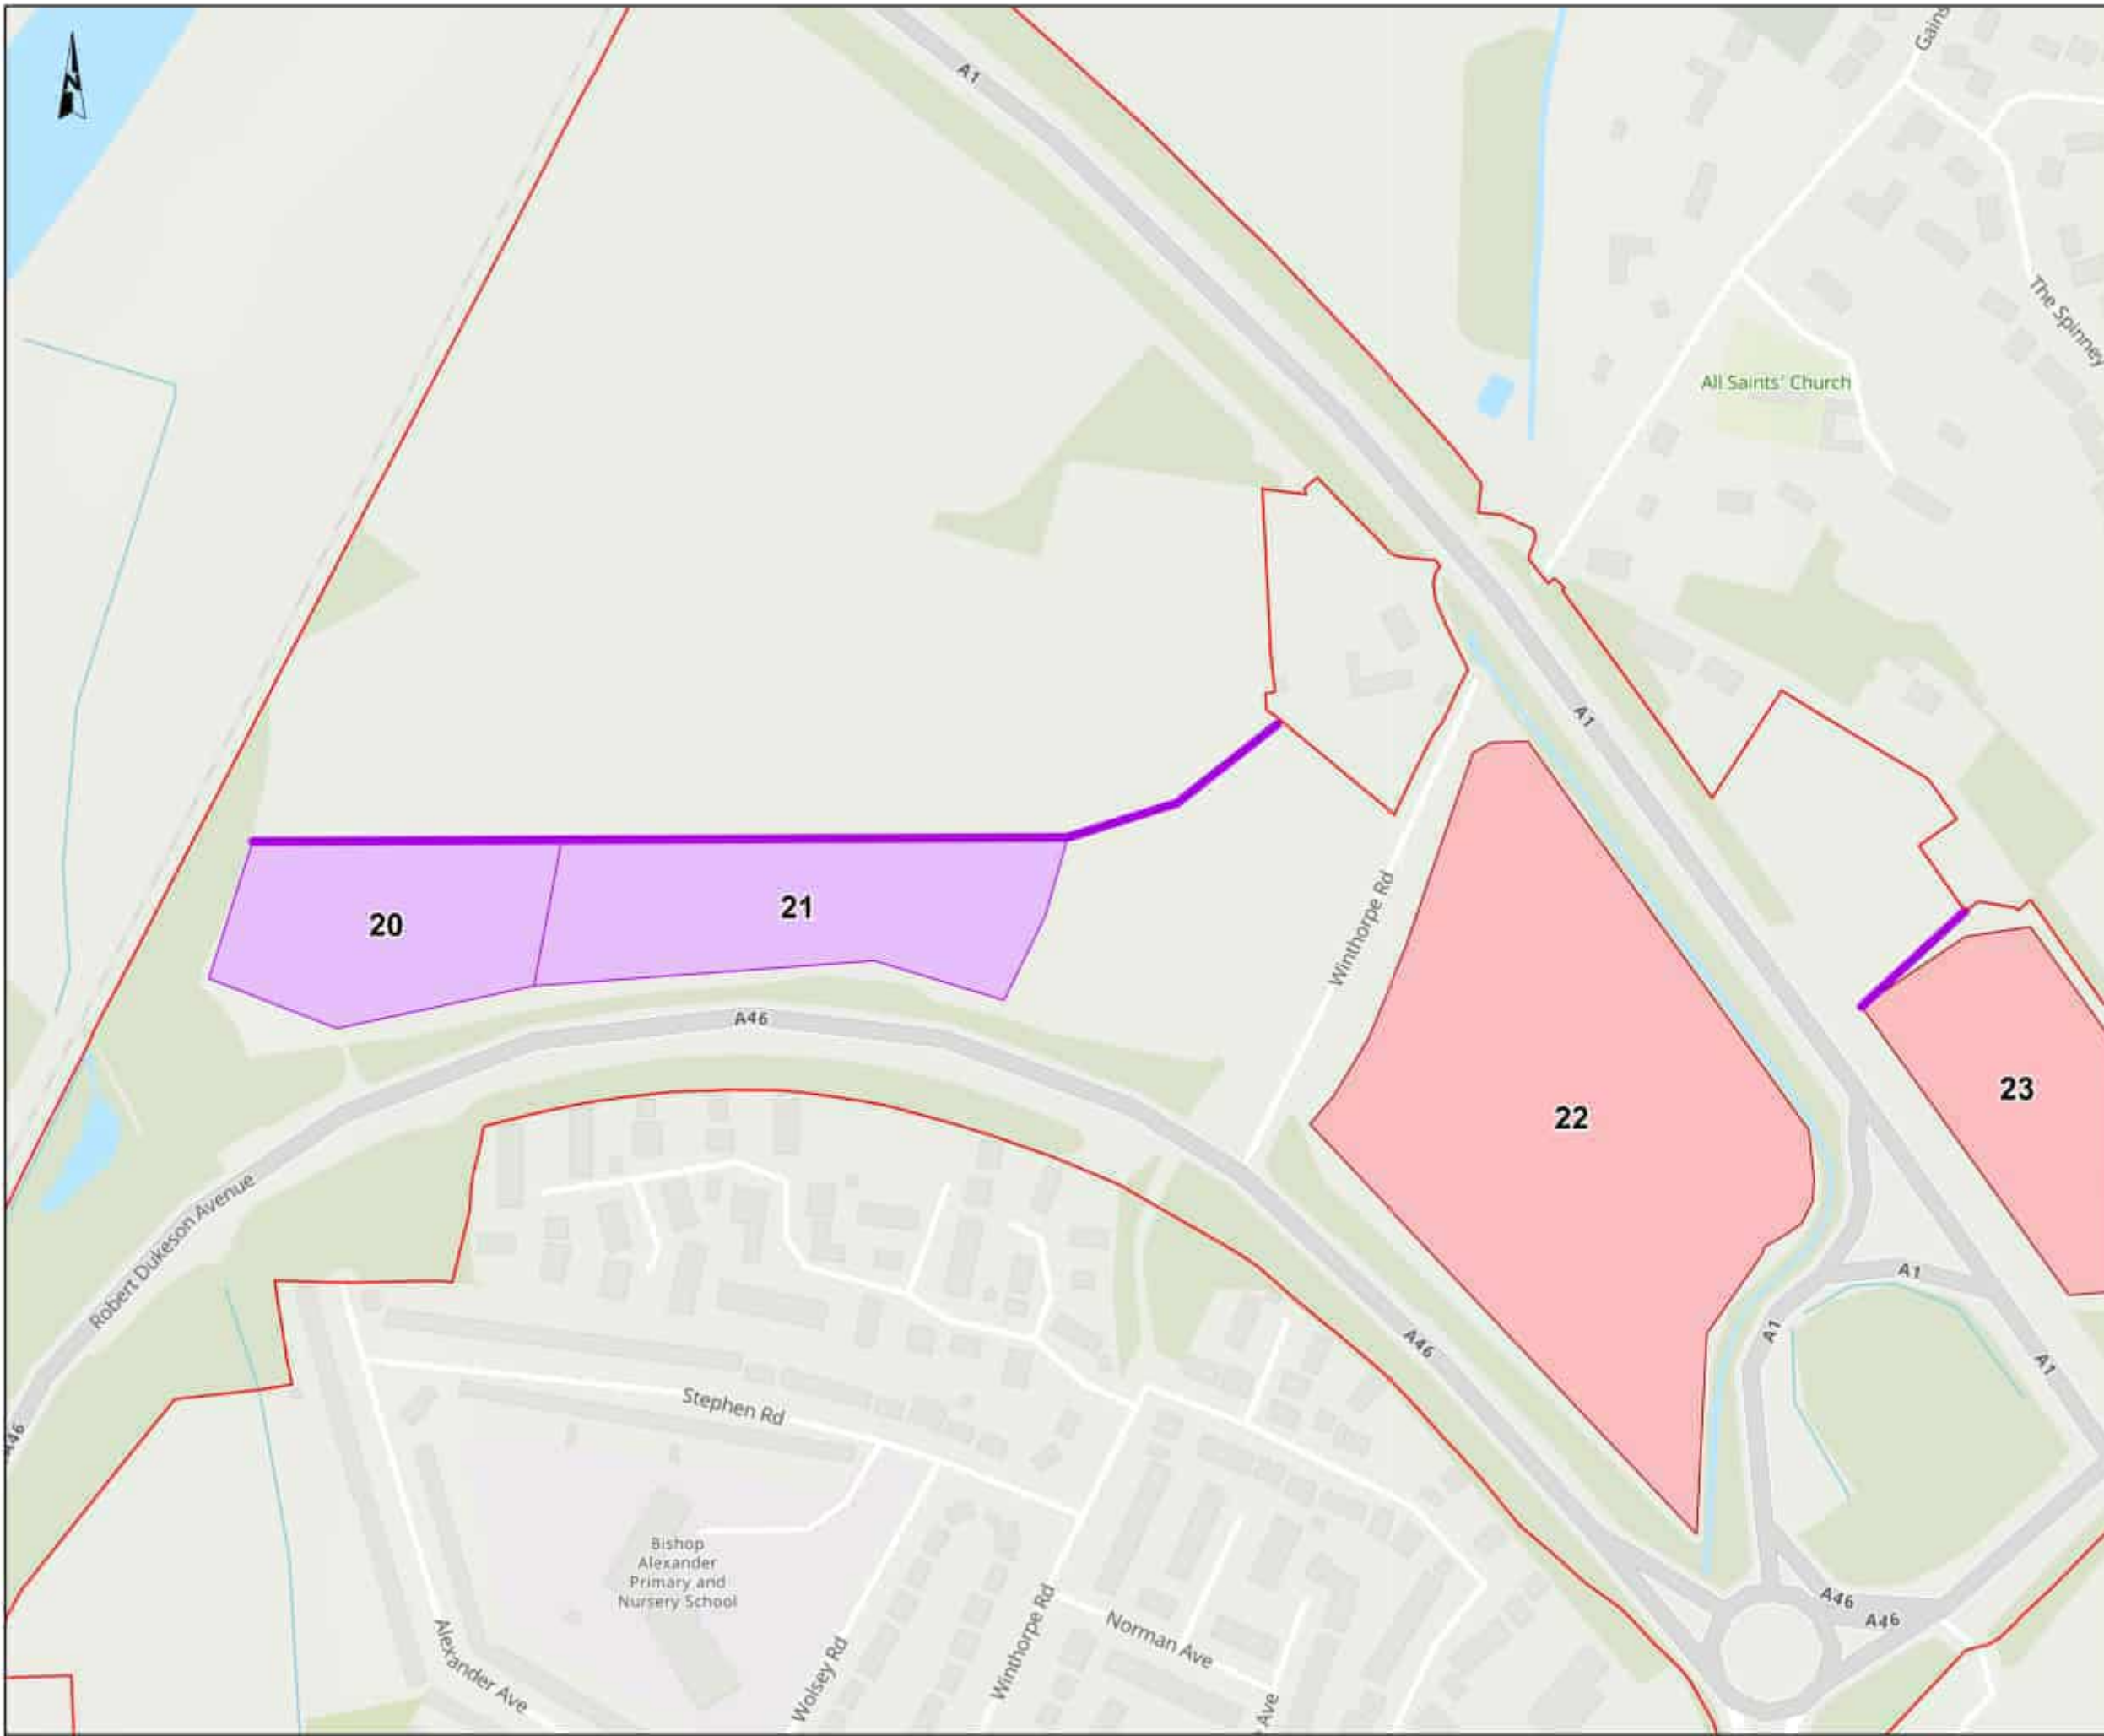 N
A1
Gains
The Spinney
All Saints' Church
A1
20
21
Winthorpe Rd
A46
22
23
Robert Dukeson Avenue
A1
A1
A46
A1
Stephen Rd
A46
Bishop
Alexander
Primary and
Nursery School
Alexander Ave
Wolsey Rd
Winthorpe Rd
Norman Ave
Ave
A46
A46